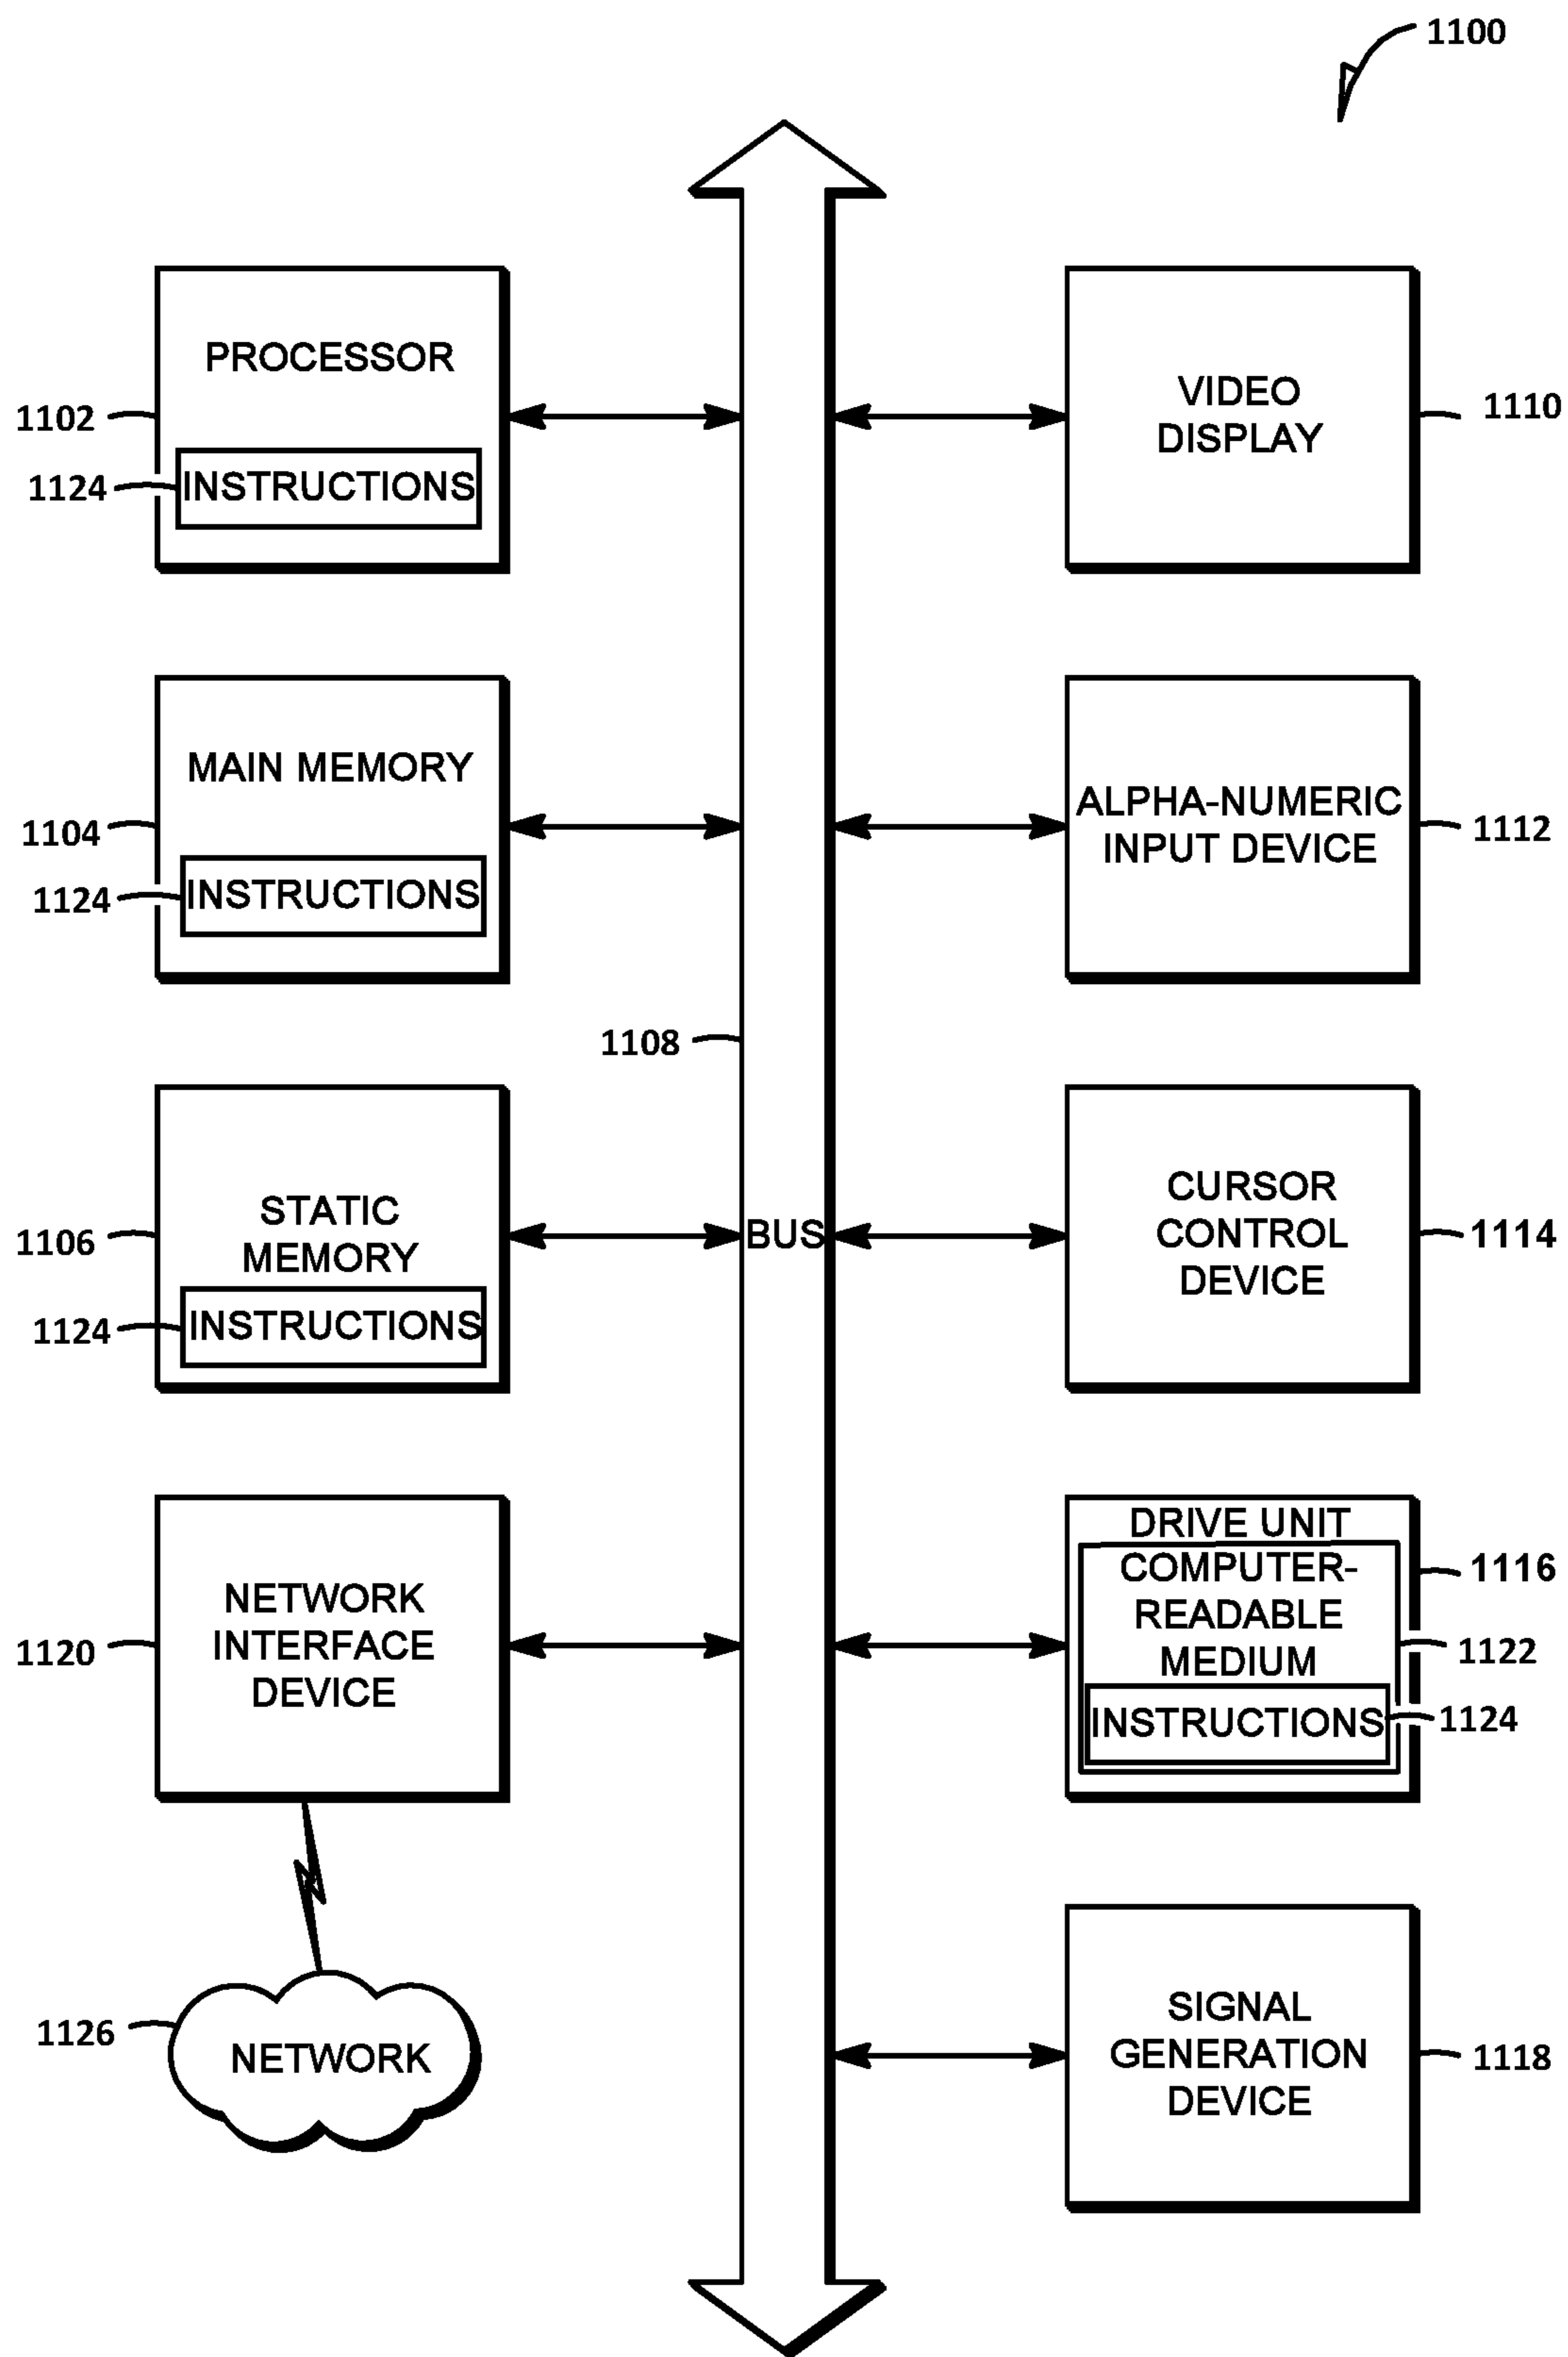 1100
PROCESSOR
1102
1124
INSTRUCTIONS
VIDEO
DISPLAY
1110
MAIN MEMORY
1104
1124
INSTRUCTIONS
ALPHA-NUMERIC
INPUT DEVICE
1112
1108
STATIC
MEMORY
1106
1124
INSTRUCTIONS
BUS
CURSOR
CONTROL
DEVICE
1114
NETWORK
INTERFACE
DEVICE
1120
DRIVE UNIT
COMPUTER-
READABLE
MEDIUM
INSTRUCTIONS
1116
1122
1124
1126
NETWORK
SIGNAL
GENERATION
DEVICE
1118